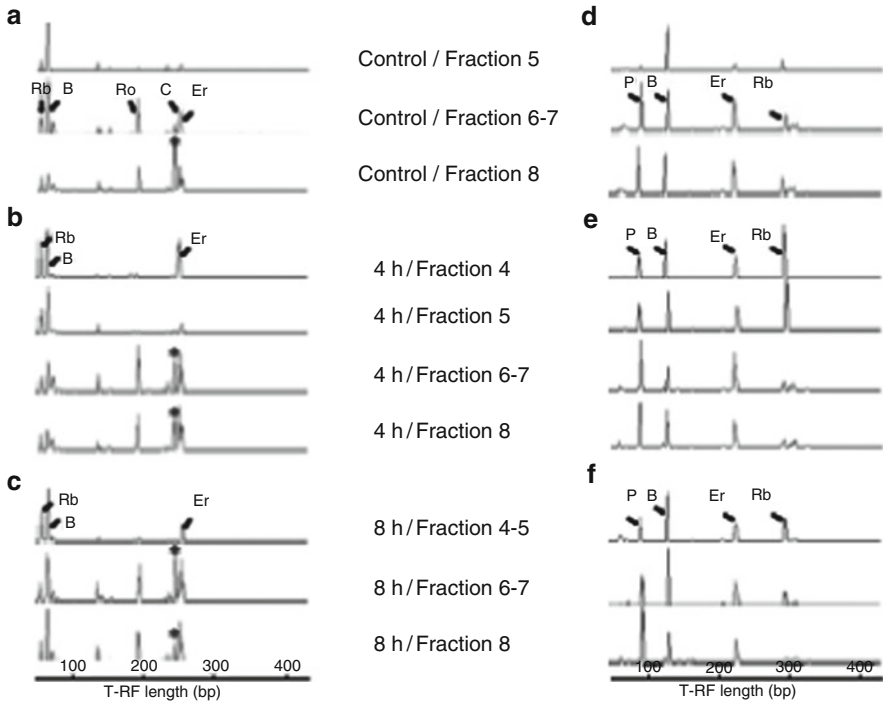 a
d
Control / Fraction 5
Rb B Ro C Er
P B Er Rb
Control / Fraction 6-7
Control / Fraction 8
b
e
Rb Er
B
P B Er Rb
4 h / Fraction 4
4 h / Fraction 5
4 h / Fraction 6-7
4 h / Fraction 8
c
f
Rb Er
B
P B Er Rb
8 h / Fraction 4-5
8 h / Fraction 6-7
8 h / Fraction 8
100 200 300 400
T-RF length (bp)
100 200 300 400
T-RF length (bp)